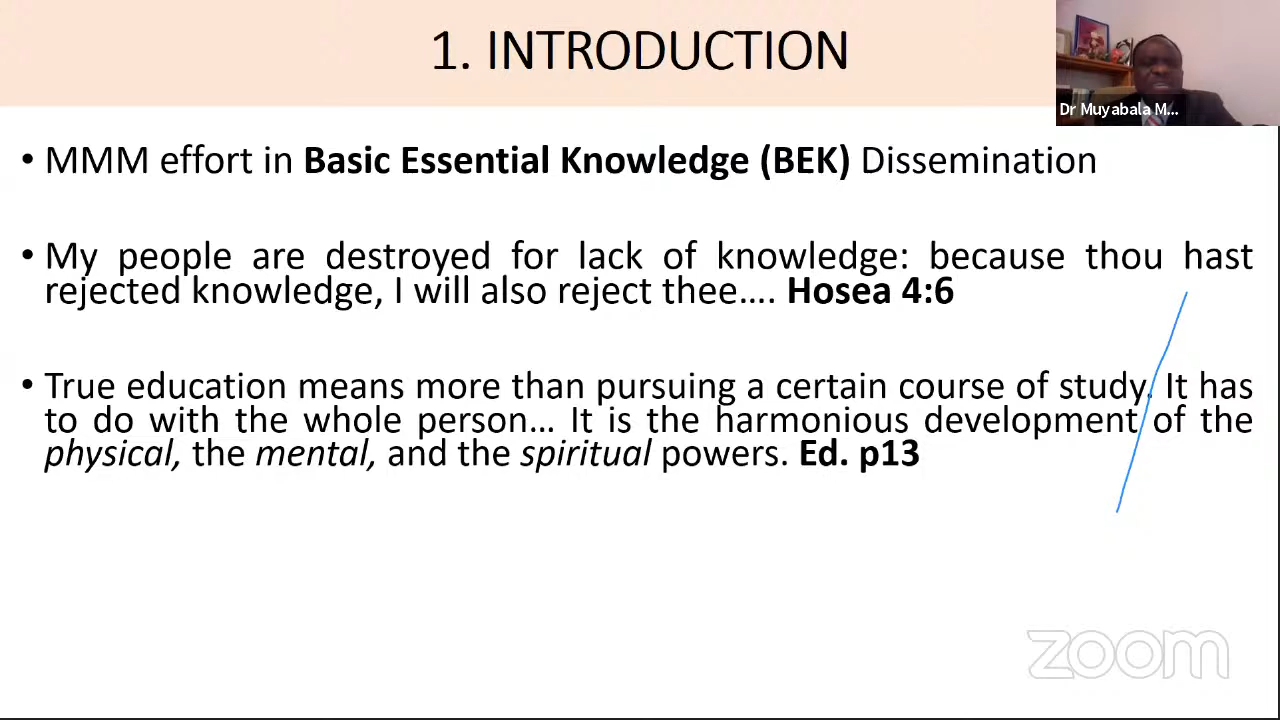 1. INTRODUCTION
Dr Muyabala M...
• MMM effort in Basic Essential Knowledge (BEK) Dissemination
• My people are destroyed for lack of knowledge: because thou hast
rejected knowledge, I will also reject thee…. Hosea 4:6
• True education means more than pursuing a certain course of study. It has
to do with the whole person… It is the harmonious development of the
physical, the mental, and the spiritual powers. Ed. p13
zoom